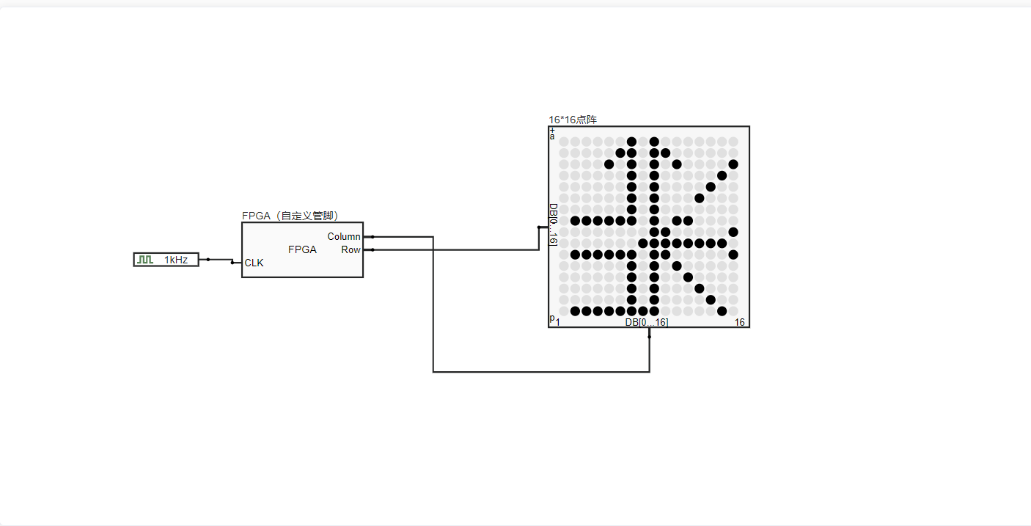 16*16点阵
+
a
DB[0...16]
FPGA（自定义管脚）
Column
FPGA
Row
1kHz
CLK
p
1
DB[0...16]
16